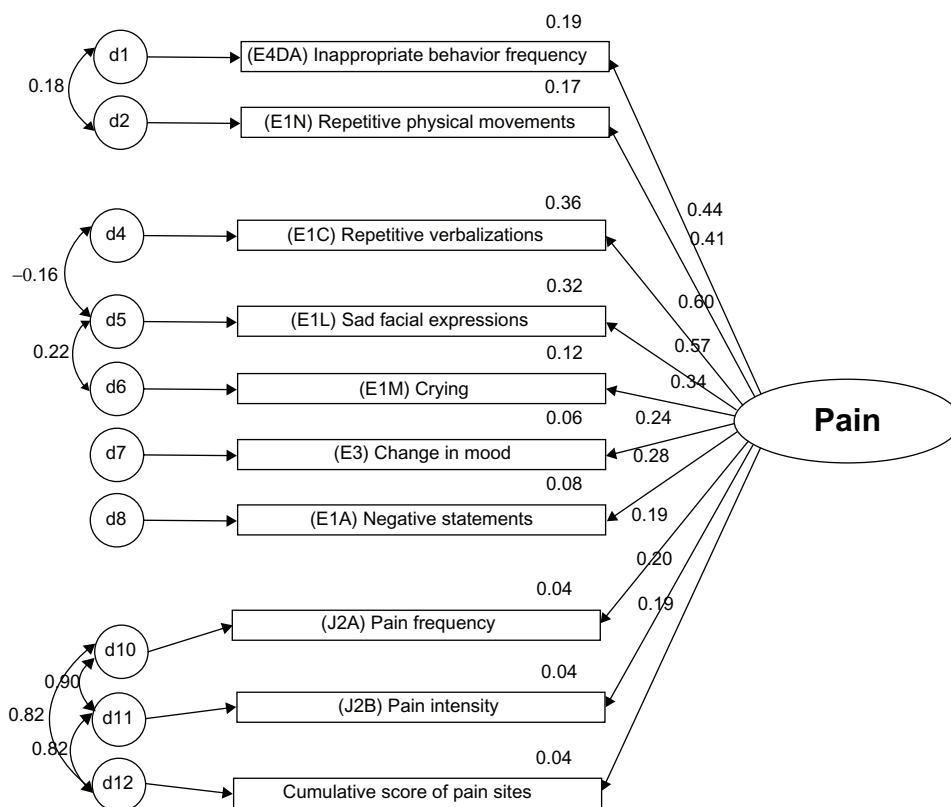 0.19
d1
(E4DA) Inappropriate behavior frequency
0.18
0.17
d2
(E1N) Repetitive physical movements
0.36
0.44
d4
(E1C) Repetitive verbalizations
0.41
−0.16
0.32
0.60
d5
(E1L) Sad facial expressions
0.57
0.22
0.12
0.34
d6
(E1M) Crying
0.06
0.24
Pain
d7
(E3) Change in mood
0.28
0.08
d8
(E1A) Negative statements
0.19
0.20
0.04
0.19
(J2A) Pain frequency
d10
0.90
0.04
0.82
d11
(J2B) Pain intensity
0.82
0.04
d12
Cumulative score of pain sites